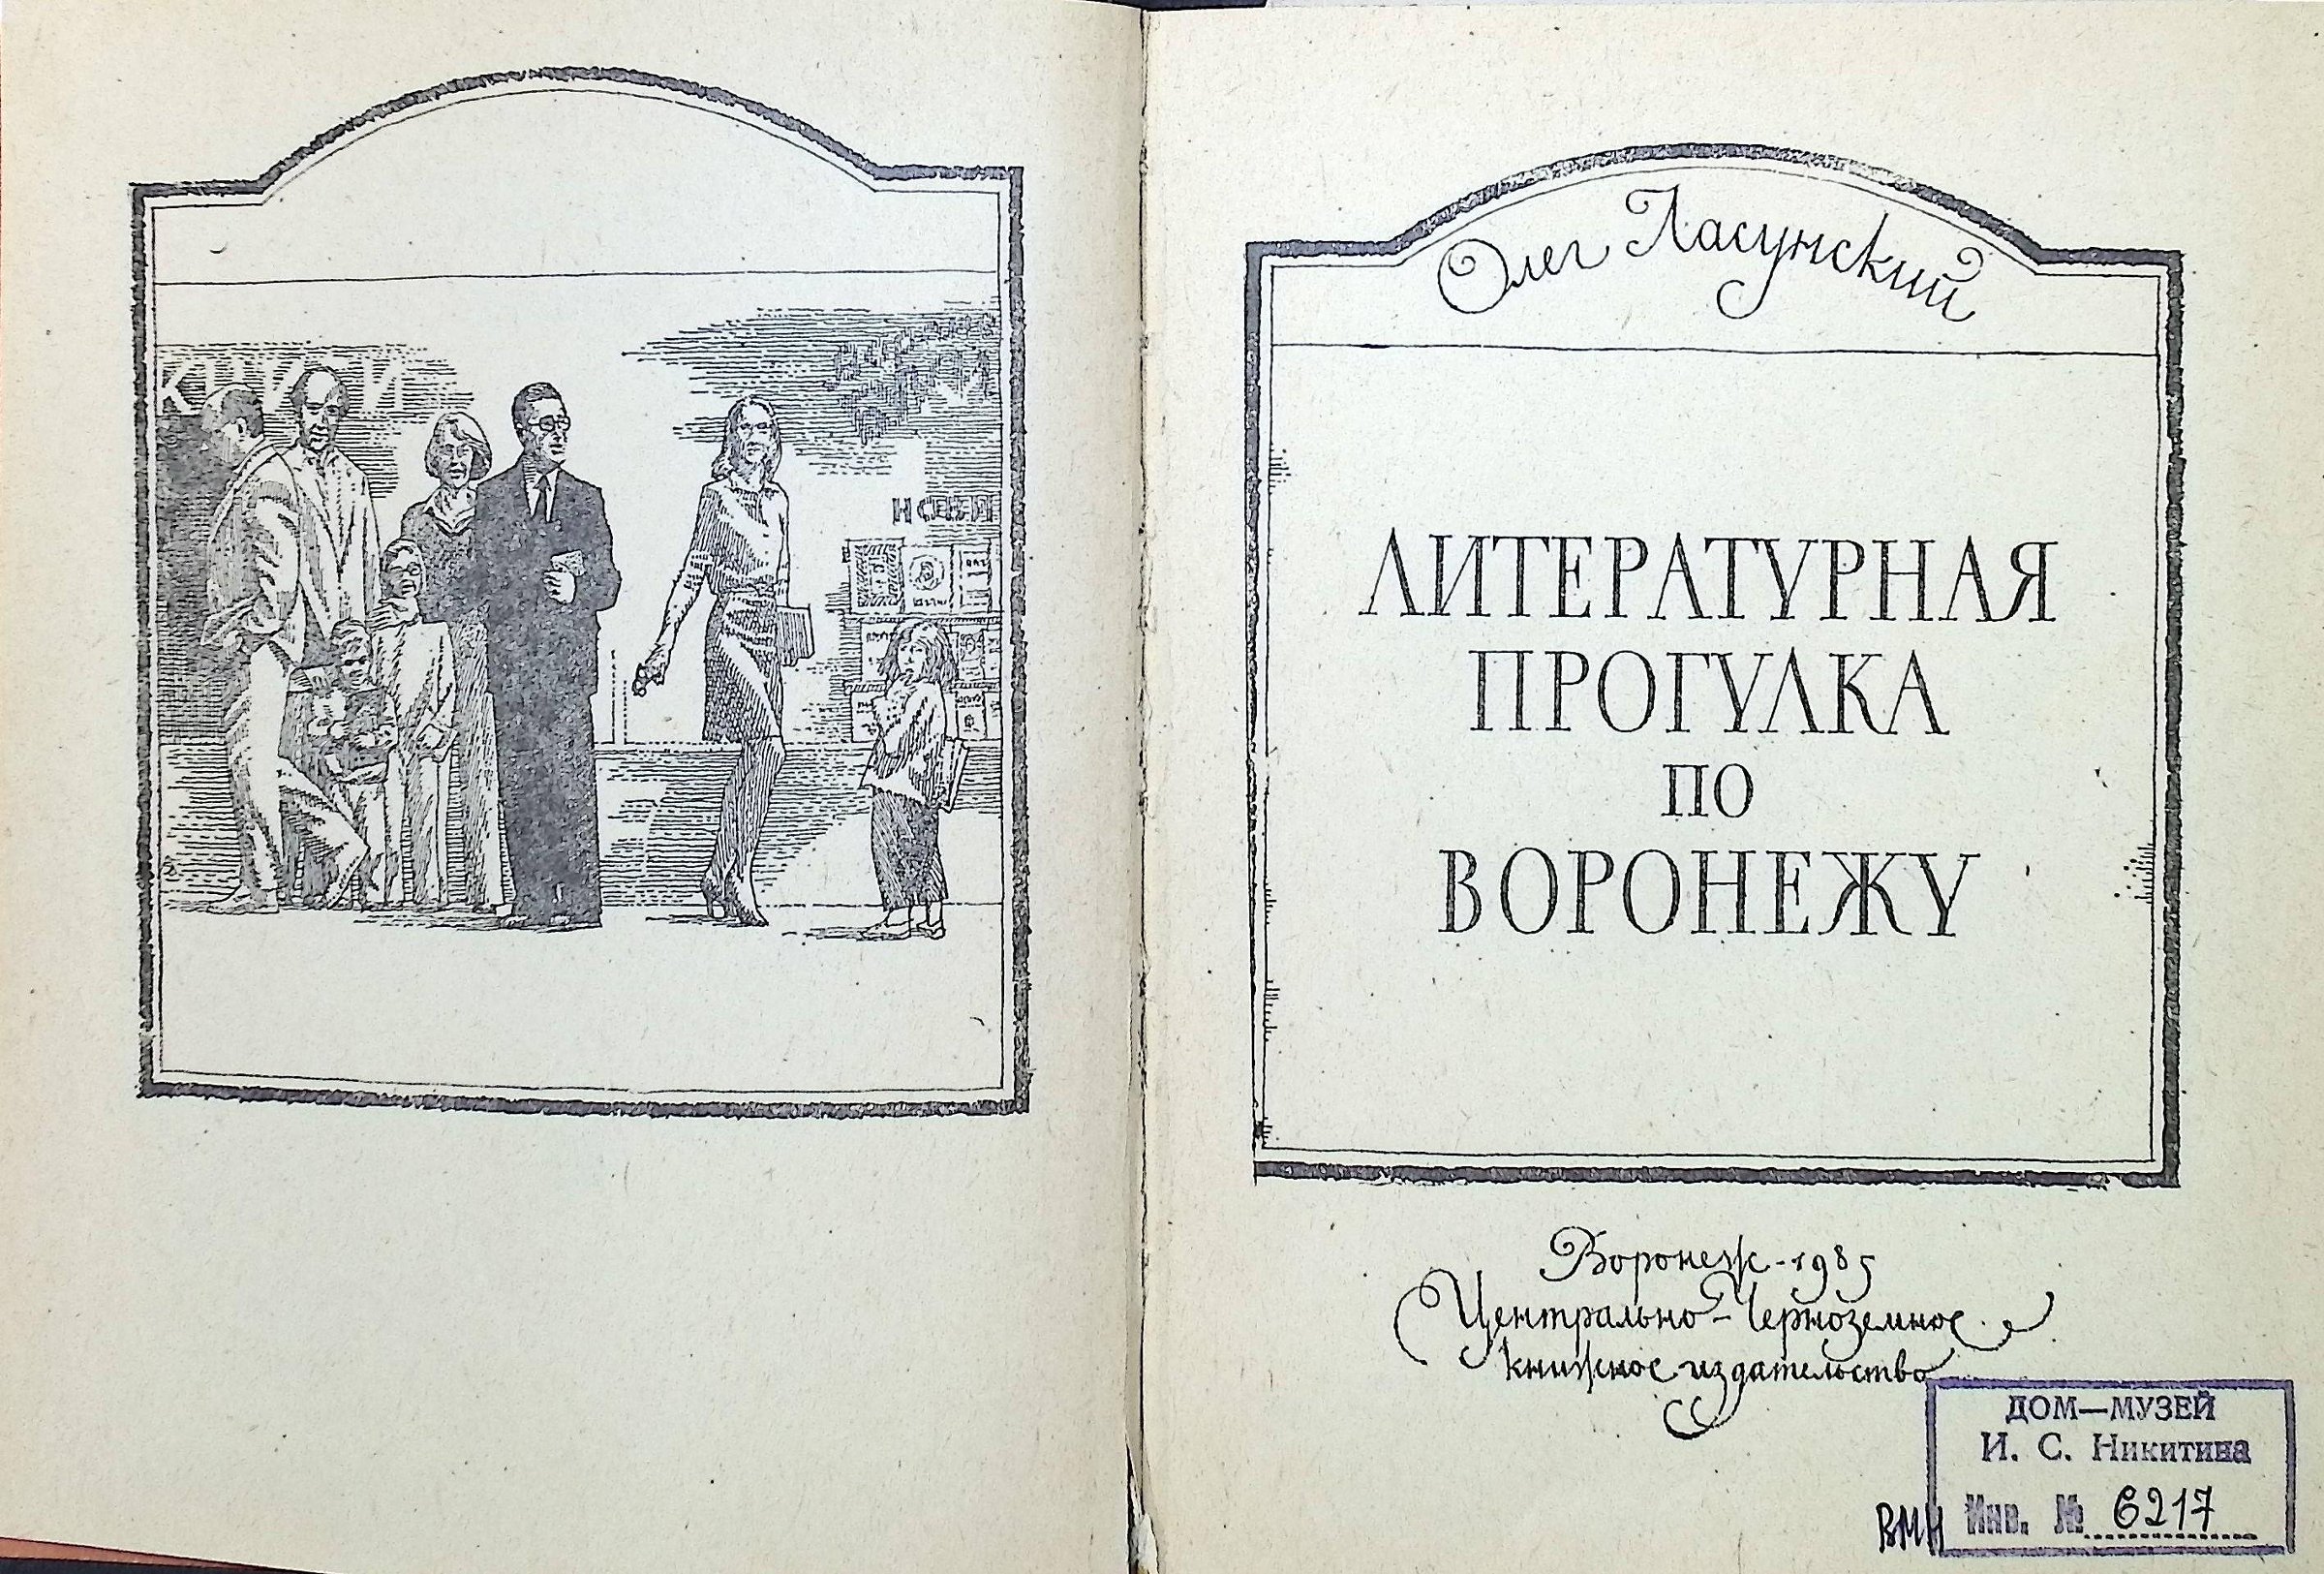 КНИГИ
Олег Ласунский
ЛИТЕРАТУРНАЯ
ПРОГУЛКА
ПО
ВОРОНЕЖУ
Воронеж-1985
Центрально-Черноземное
книжное издательство
ДОМ—МУЗЕЙ
И. С. Никитина
ВМН Инв. № 6217